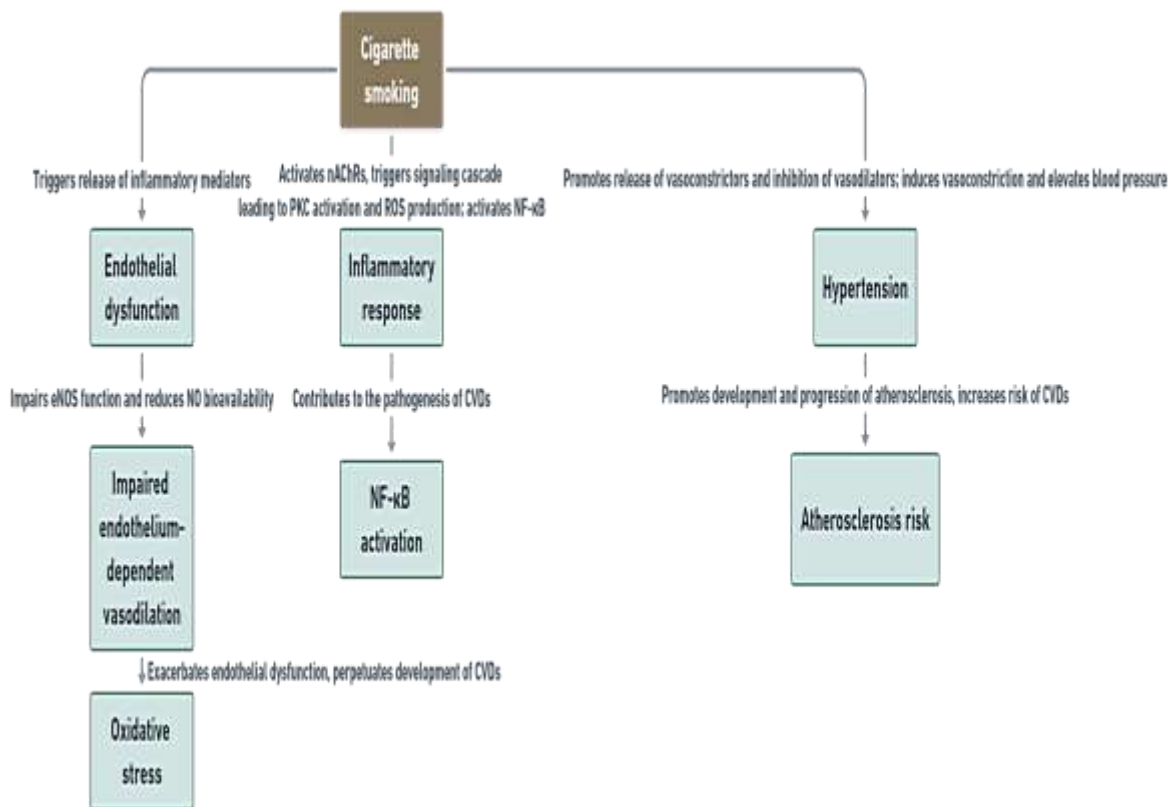 Cigarette
smoking
Triggers release of inflammatory mediators
Activates nAChRs, triggers signaling cascade
leading to PKC activation and ROS production; activates NF-κB
Promotes release of vasoconstrictors and inhibition of vasodilators; induces vasoconstriction and elevates blood pressure
Endothelial
dysfunction
Inflammatory
response
Hypertension
Impairs eNOS function and reduces NO bioavailability
Contributes to the pathogenesis of CVDs
Promotes development and progression of atherosclerosis, increases risk of CVDs
Impaired
endothelium-
dependent
vasodilation
NF-κB
activation
Atherosclerosis risk
Exacerbates endothelial dysfunction, perpetuates development of CVDs
Oxidative
stress